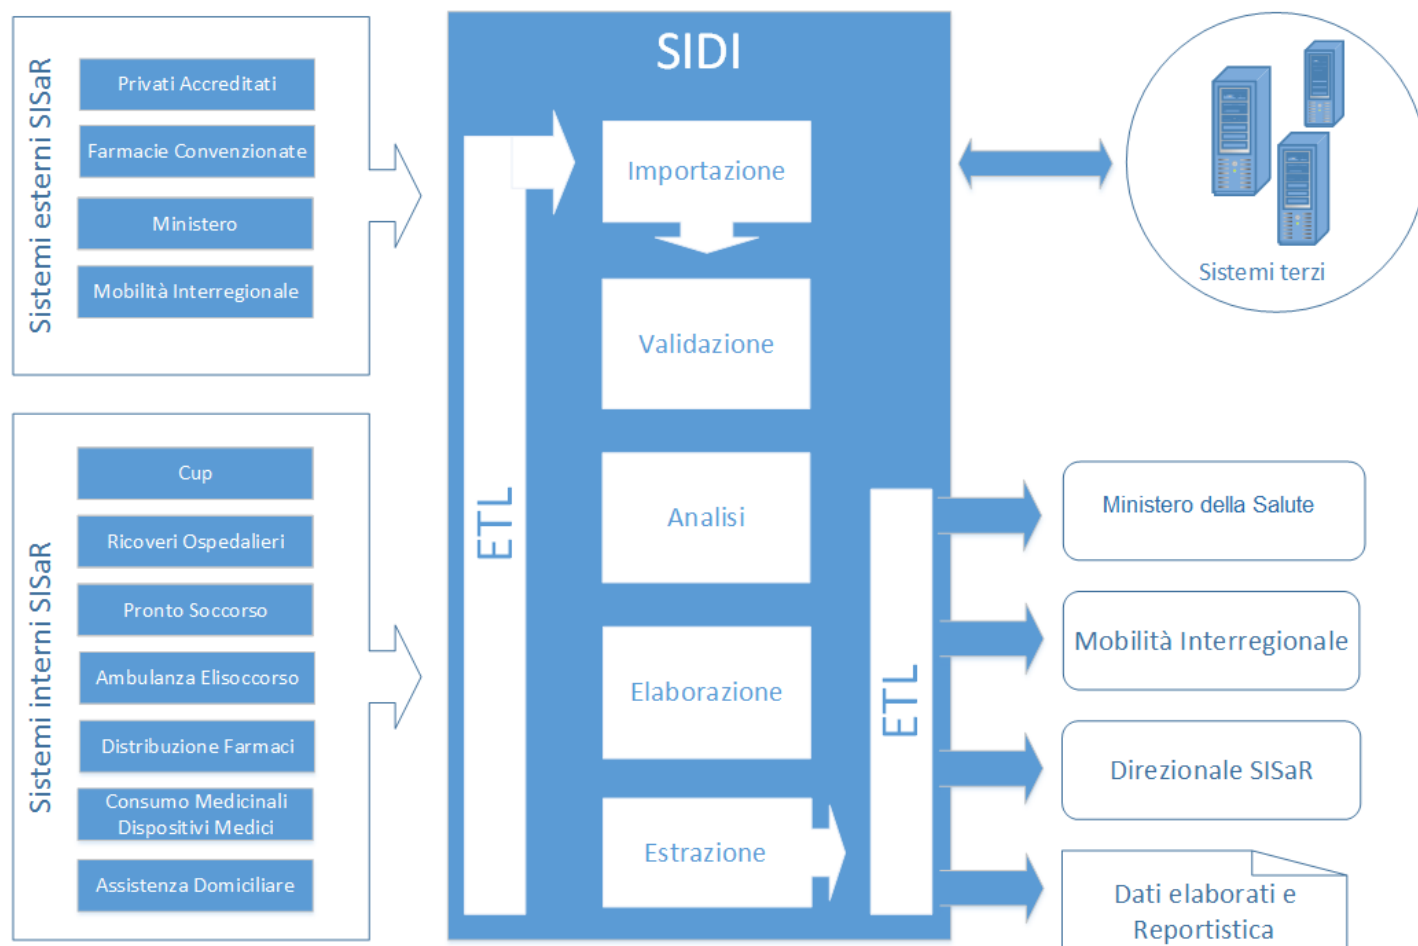 Sistemi esterni SISaR
Privati Accreditati
Farmacie Convenzionate
Ministero
Mobilità Interregionale
Sistemi interni SISaR
Cup
Ricoveri Ospedalieri
Pronto Soccorso
Ambulanza Elisoccorso
Distribuzione Farmaci
Consumo Medicinali
Dispositivi Medici
Assistenza Domiciliare
SIDI
ETL
Importazione
Validazione
Analisi
Elaborazione
Estrazione
ETL
Sistemi terzi
Ministero della Salute
Mobilità Interregionale
Direzionale SISaR
Dati elaborati e
Reportistica